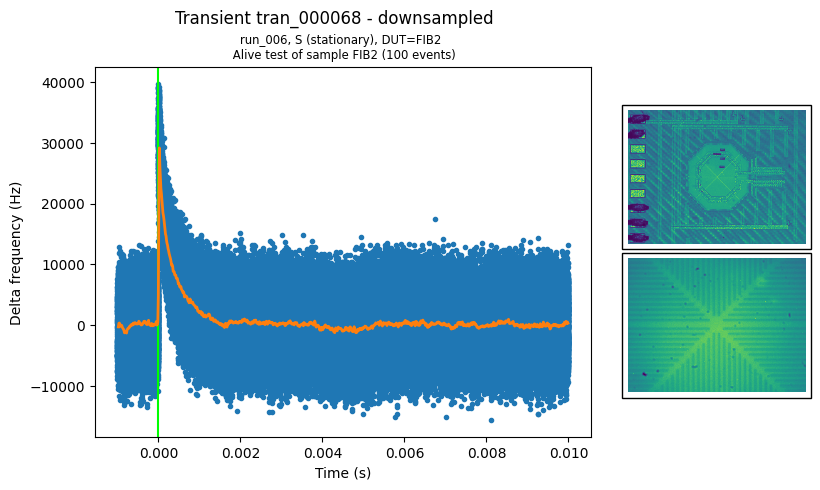 Transient tran_000068 - downsampled
run_006, S (stationary), DUT=FIB2
Alive test of sample FIB2 (100 events)
Delta frequency (Hz)
40000
30000
20000
10000
0
−10000
0.000
0.002
0.004
0.006
0.008
0.010
Time (s)